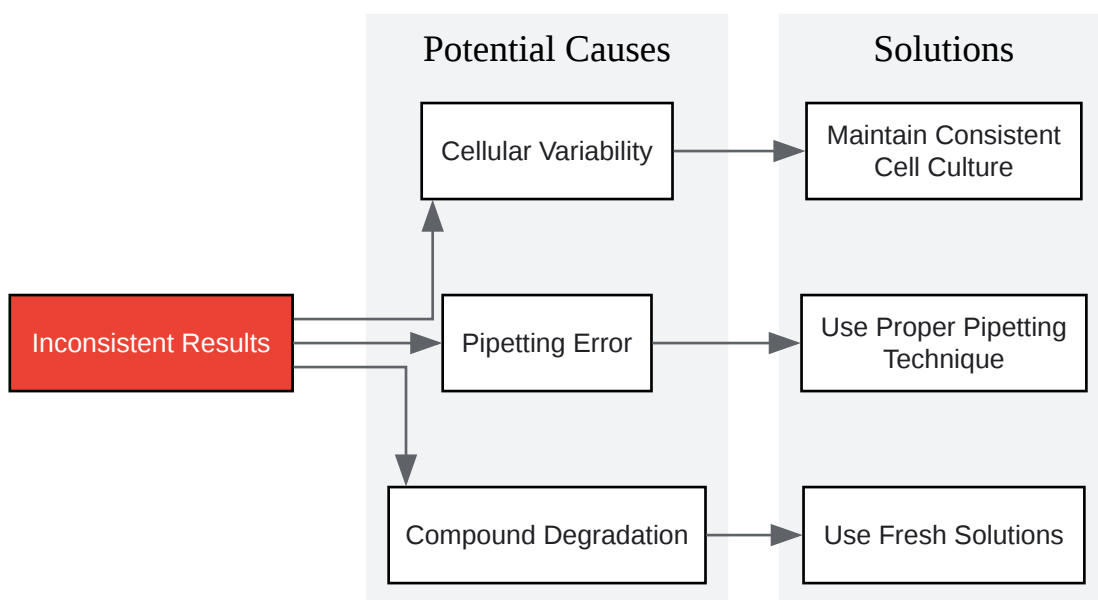 Potential Causes
Solutions
Cellular Variability
Maintain Consistent
Cell Culture
Inconsistent Results
Pipetting Error
Use Proper Pipetting
Technique
Compound Degradation
Use Fresh Solutions